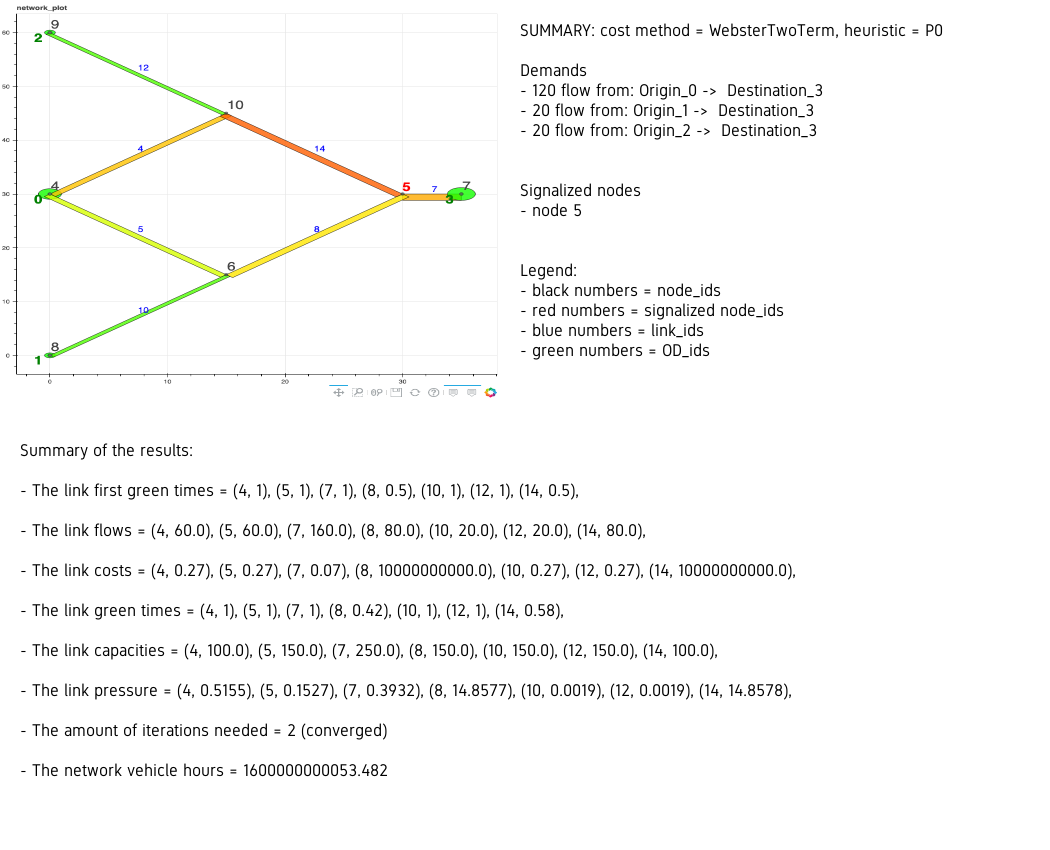 network_plot
SUMMARY: cost method = WebsterTwoTerm, heuristic = P0
Demands
- 120 flow from: Origin_0 -> Destination_3
- 20 flow from: Origin_1 -> Destination_3
- 20 flow from: Origin_2 -> Destination_3
Signalized nodes
- node 5
Legend:
- black numbers = node_ids
- red numbers = signalized node_ids
- blue numbers = link_ids
- green numbers = OD_ids
60
50
40
30
20
10
0
0
10
20
30
9
2
12
10
4
14
4
0
5
7
7
3
5
8
6
10
8
1
Summary of the results:
- The link first green times = (4, 1), (5, 1), (7, 1), (8, 0.5), (10, 1), (12, 1), (14, 0.5),
- The link flows = (4, 60.0), (5, 60.0), (7, 160.0), (8, 80.0), (10, 20.0), (12, 20.0), (14, 80.0),
- The link costs = (4, 0.27), (5, 0.27), (7, 0.07), (8, 10000000000.0), (10, 0.27), (12, 0.27), (14, 10000000000.0),
- The link green times = (4, 1), (5, 1), (7, 1), (8, 0.42), (10, 1), (12, 1), (14, 0.58),
- The link capacities = (4, 100.0), (5, 150.0), (7, 250.0), (8, 150.0), (10, 150.0), (12, 150.0), (14, 100.0),
- The link pressure = (4, 0.5155), (5, 0.1527), (7, 0.3932), (8, 14.8577), (10, 0.0019), (12, 0.0019), (14, 14.8578),
- The amount of iterations needed = 2 (converged)
- The network vehicle hours = 1600000000053.482